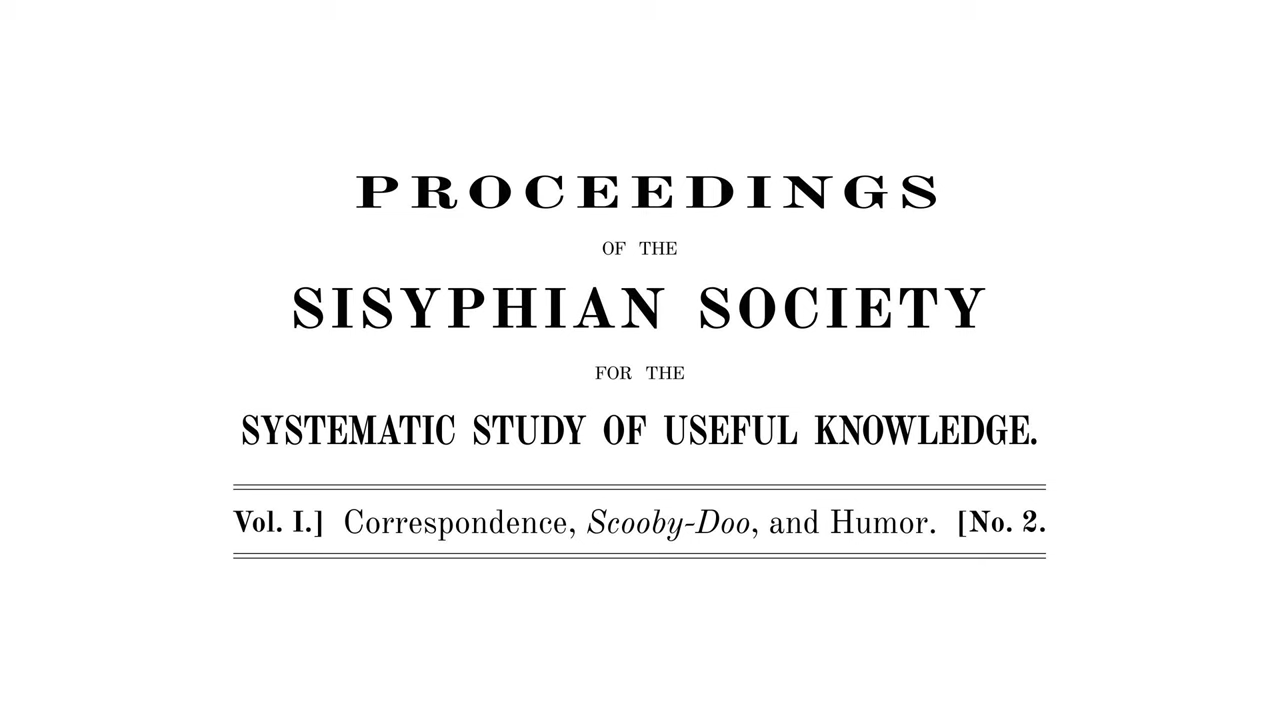 PROCEEDINGS
OF THE
SISYPHIAN SOCIETY
FOR THE
SYSTEMATIC STUDY OF USEFUL KNOWLEDGE.
Vol. I.] Correspondence, Scooby-Doo, and Humor. [No. 2.